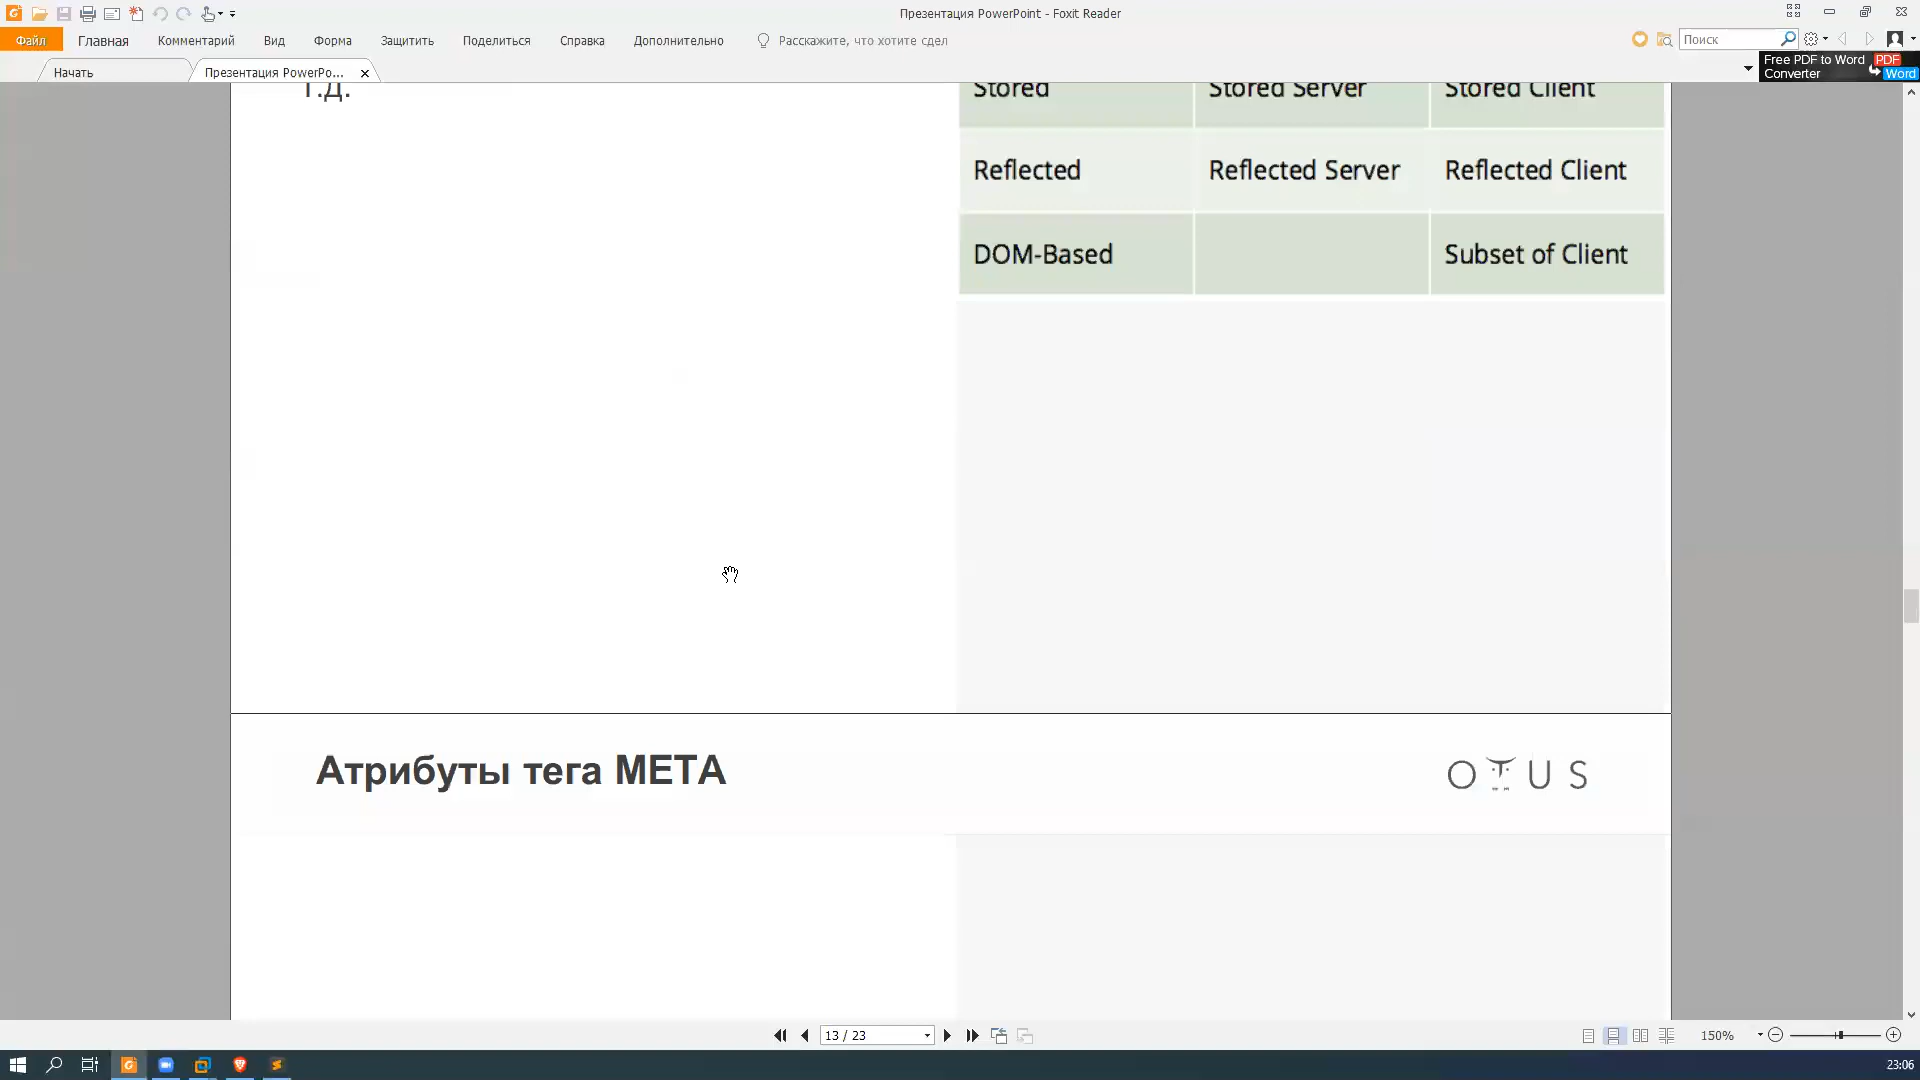 Презентация PowerPoint - Foxit Reader
Файл Главная Комментарий Вид Форма Защитить Поделиться Справка Дополнительно Расскажите, что хотите сдел Поиск
Начать Презентация PowerPo... Free PDF to Word Converter PDF Word
т.д.
Stored Stored Server Stored Client
Reflected Reflected Server Reflected Client
DOM-Based Subset of Client
Атрибуты тега META
OTUS
13 / 23 150%
23:06